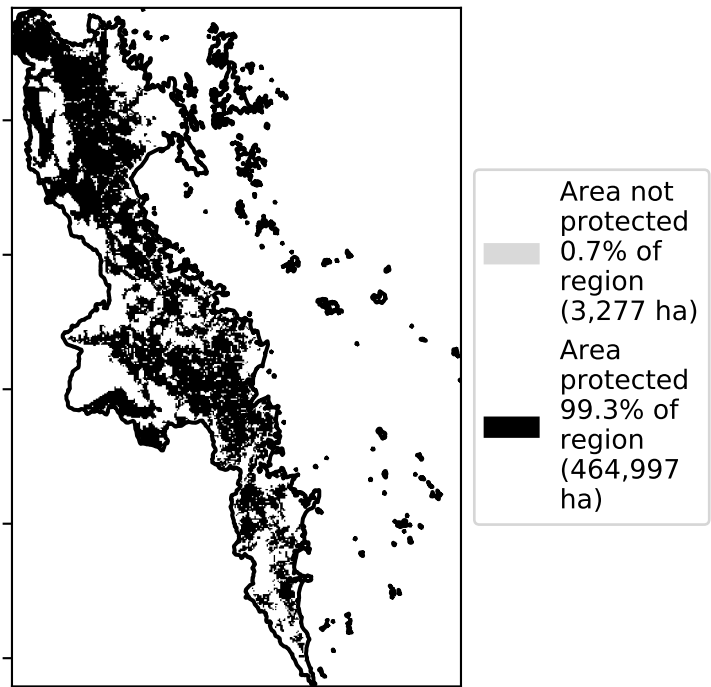 Area not
protected
0.7% of
region
(3,277 ha)
Area
protected
99.3% of
region
(464,997
ha)